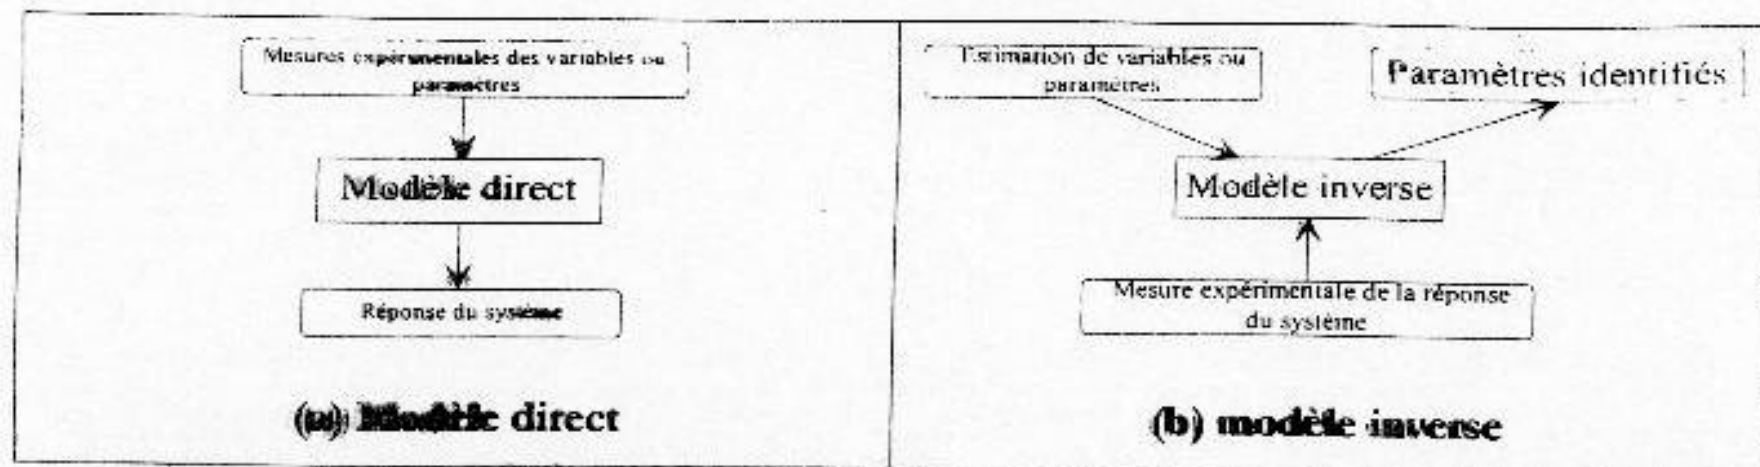 Mesures expérimentales des variables ou
paramètres
Modèle direct
Réponse du système
(a) Modèle direct
Estimation de variables ou
paramètres
Paramètres identifiés
Modèle inverse
Mesure expérimentale de la réponse
du système
(b) modèle inverse